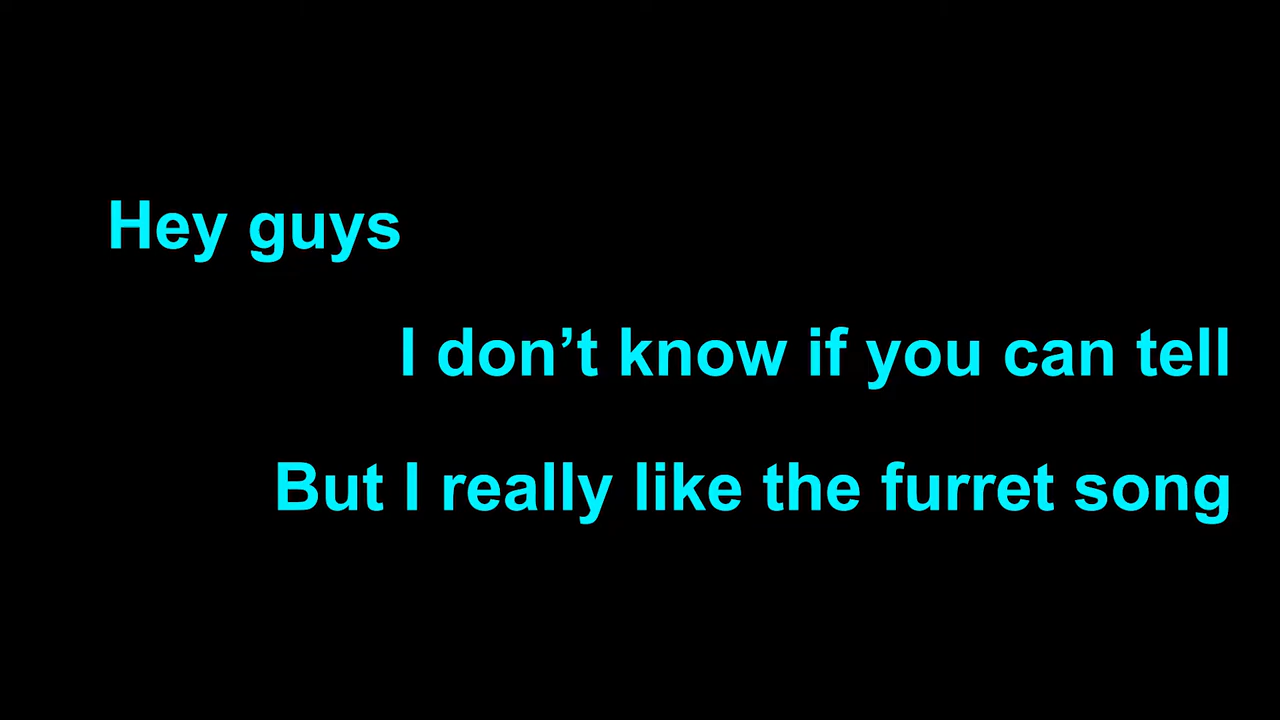 Hey guys
I don’t know if you can tell
But I really like the furret song